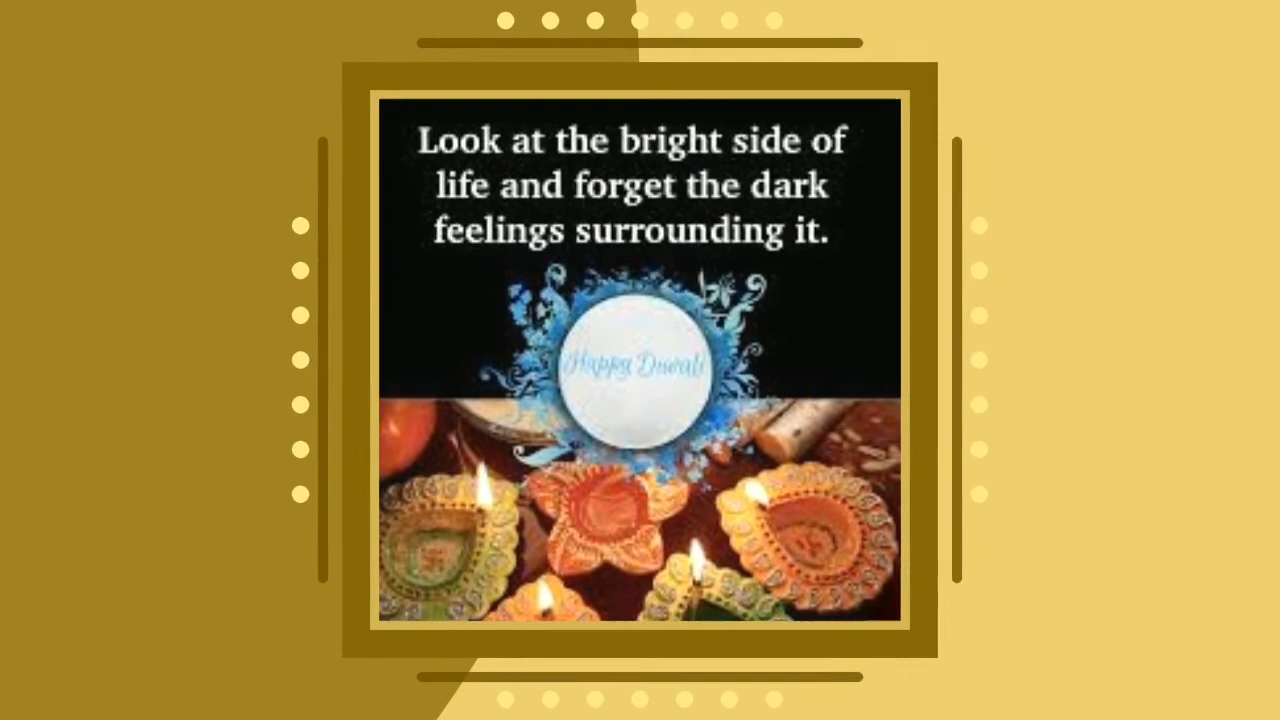 Look at the bright side of
life and forget the dark
feelings surrounding it.
Happy Diwali